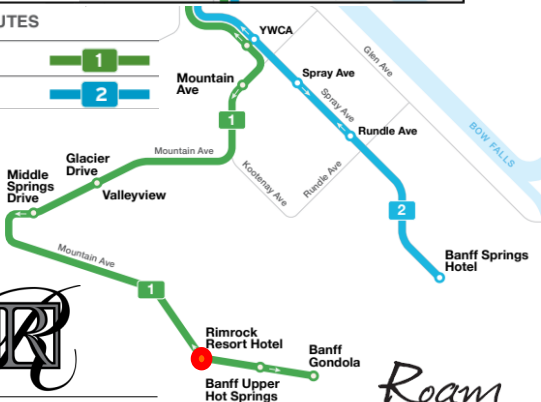 UTES
1
2
YWCA
Glen Ave
Mountain
Ave
Spray Ave
Spray Ave
Rundle Ave
BOW FALLS
1
Mountain Ave
Glacier
Drive
Valleyview
Kootenay Ave
Rundle Ave
Middle
Springs
Drive
2
Mountain Ave
Banff Springs
Hotel
1
Rimrock
Resort Hotel
Banff
Gondola
Banff Upper
Hot Springs
R
R
Roam